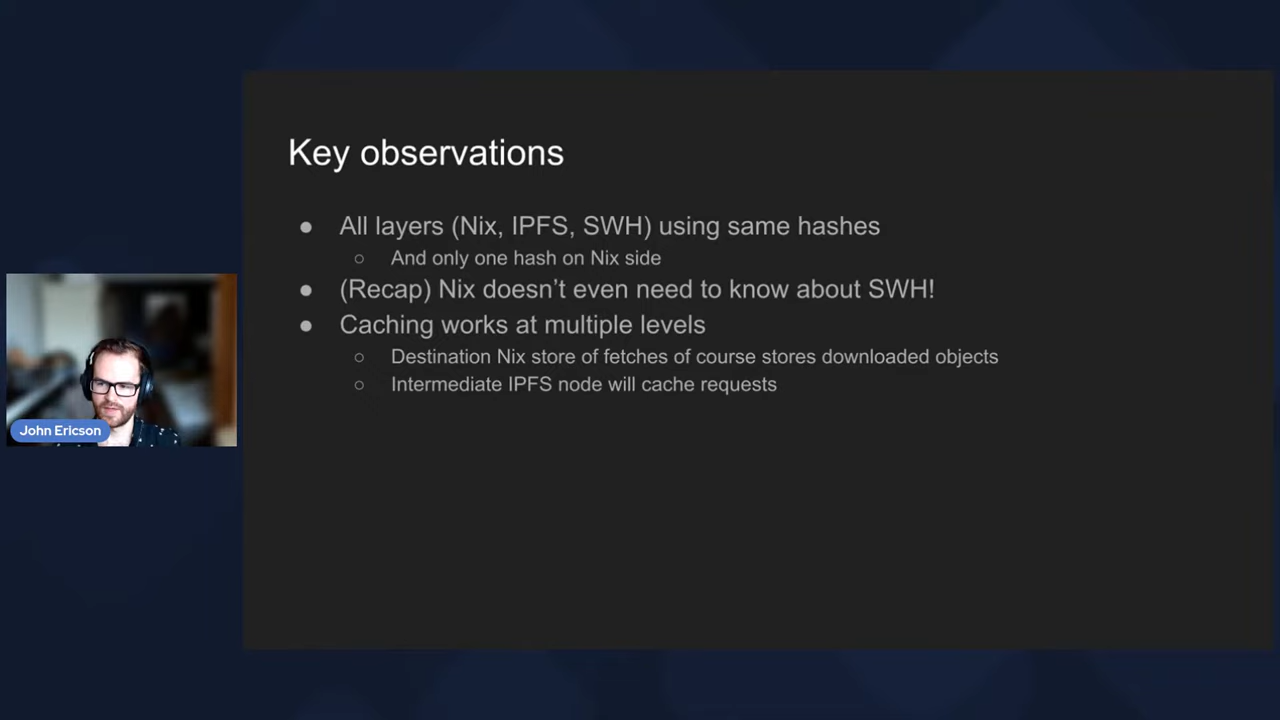 Key observations
● All layers (Nix, IPFS, SWH) using same hashes
○ And only one hash on Nix side
● (Recap) Nix doesn’t even need to know about SWH!
● Caching works at multiple levels
○ Destination Nix store of fetches of course stores downloaded objects
○ Intermediate IPFS node will cache requests
John Ericson